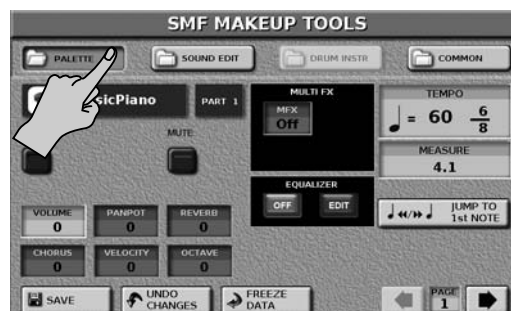 SMF MAKEUP TOOLS
PALETTE SOUND EDIT DRUM INSTR COMMON
sicPiano PART 1
MUTE
MULTI FX
MFX
Off
TEMPO
= 60 6/8
MEASURE
4.1
EQUALIZER
OFF EDIT
JUMP TO
1st NOTE
VOLUME PANPOT REVERB
0 0 0
CHORUS VELOCITY OCTAVE
0 0 0
SAVE
UNDO
CHANGES
FREEZE
DATA
PAGE
1